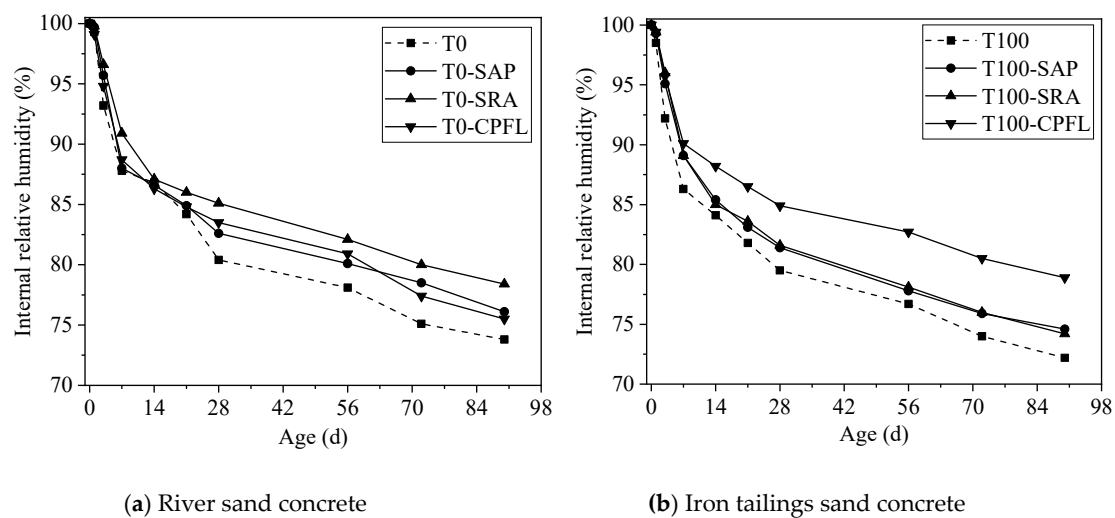 100
95
90
85
80
75
70
Internal relative humidity (%)
T0
T0-SAP
T0-SRA
T0-CPFL
0 14 28 42 56 70 84 98
Age (d)
(a) River sand concrete
100
95
90
85
80
75
70
Internal relative humidity (%)
T100
T100-SAP
T100-SRA
T100-CPFL
0 14 28 42 56 70 84 98
Age (d)
(b) Iron tailings sand concrete